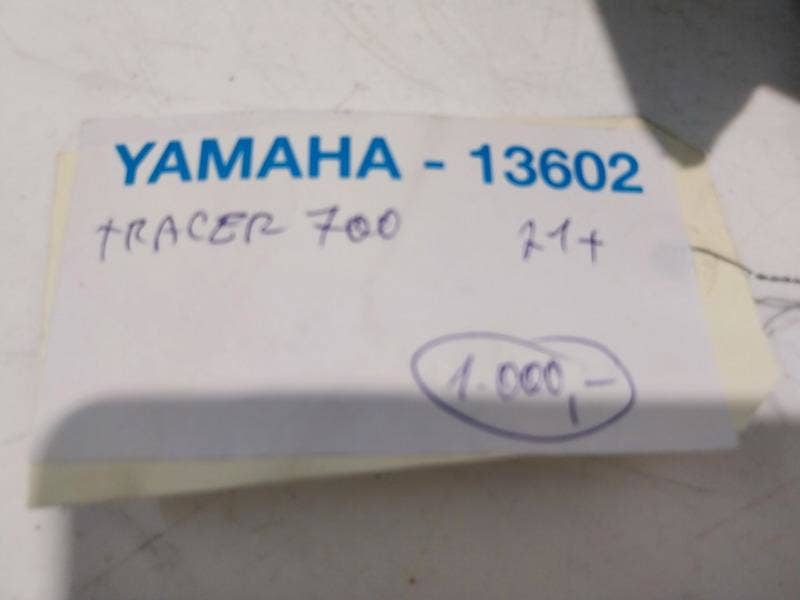 YAMAHA - 13602
tRACER 700 21+
1.000,-